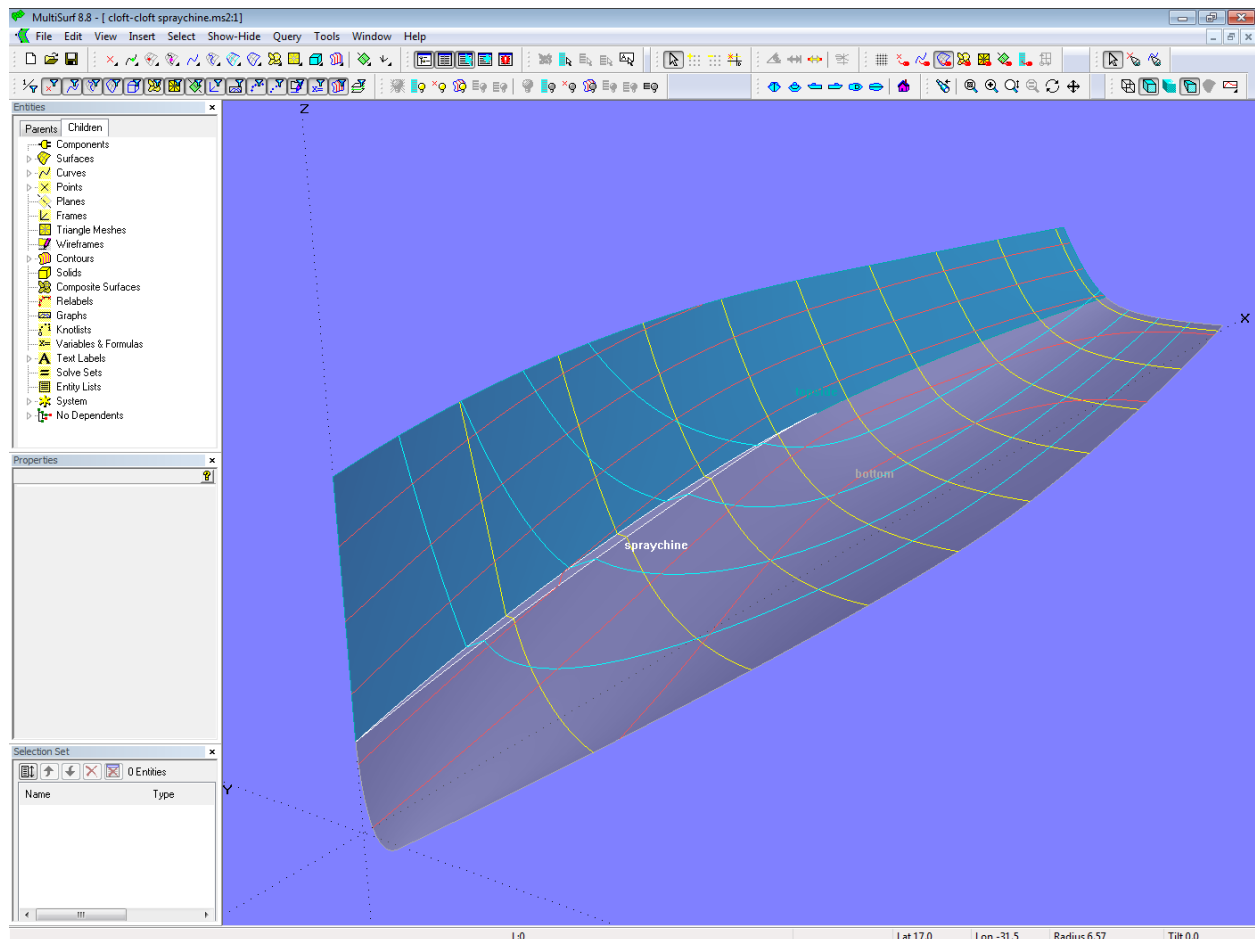 MultiSurf 8.8 - [ cloft-cloft spraychine.ms2:1]
File Edit View Insert Select Show-Hide Query Tools Window Help
Entities
Parents Children
Components
Surfaces
Curves
Points
Planes
Frames
Triangle Meshes
Wireframes
Contours
Solids
Composite Surfaces
Relabels
Graphs
Knotlists
Variables & Formulas
Text Labels
Solve Sets
Entity Lists
System
No Dependents
Properties
Selection Set
0 Entities
Name Type
Z
X
bottom
spraychine
Y
L:0 Lat 17.0 Lon -31.5 Radius 6.57 Tilt 0.0